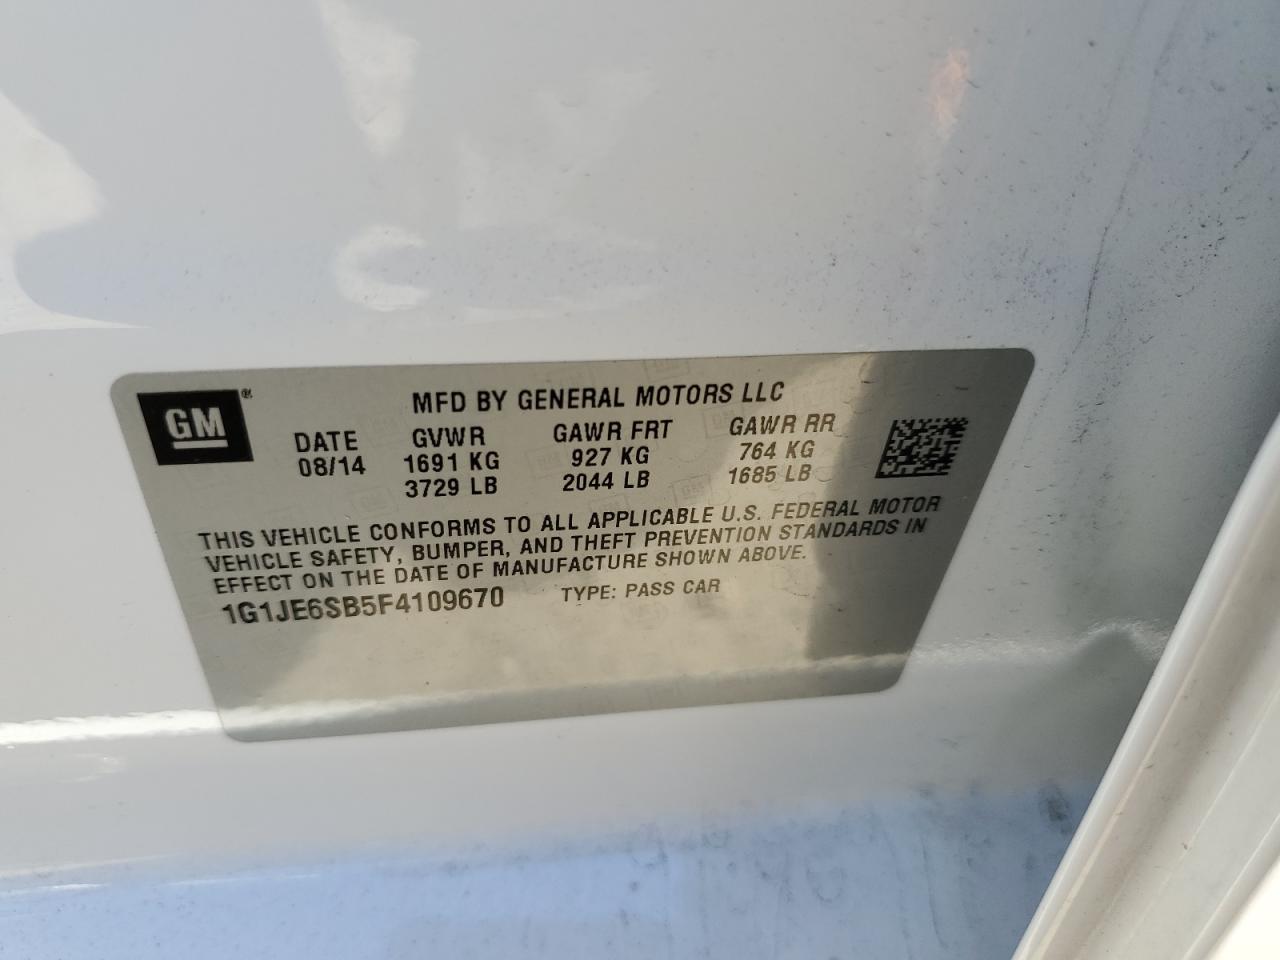 GM®
MFD BY GENERAL MOTORS LLC
DATE GVWR GAWR FRT GAWR RR
08/14 1691 KG 927 KG 764 KG
3729 LB 2044 LB 1685 LB
THIS VEHICLE CONFORMS TO ALL APPLICABLE U.S. FEDERAL MOTOR
VEHICLE SAFETY, BUMPER, AND THEFT PREVENTION STANDARDS IN
EFFECT ON THE DATE OF MANUFACTURE SHOWN ABOVE.
1G1JE6SB5F4109670 TYPE: PASS CAR